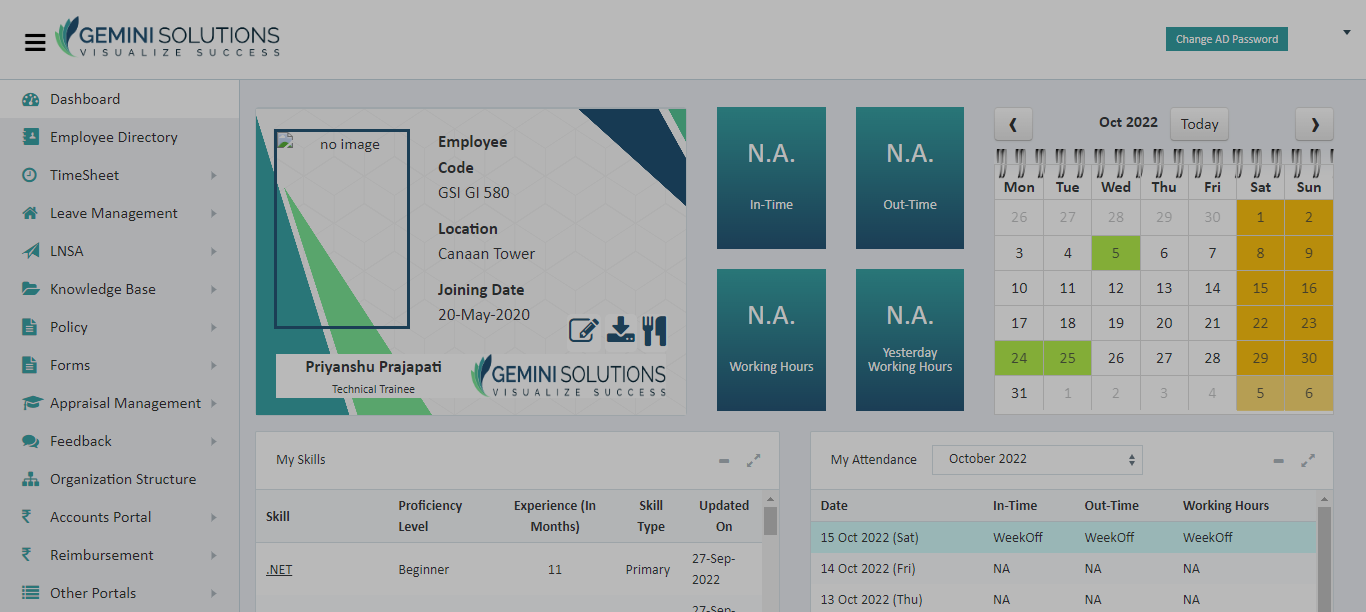 GEMINI SOLUTIONS
VISUALIZE SUCCESS
Change AD Password
Dashboard
Employee Directory
TimeSheet
Leave Management
LNSA
Knowledge Base
Policy
Forms
Appraisal Management
Feedback
Organization Structure
Accounts Portal
Reimbursement
Other Portals
no image
Employee
Code
GSI GI 580
Location
Canaan Tower
Joining Date
20-May-2020
Priyanshu Prajapati
Technical Trainee
GEMINI SOLUTIONS
VISUALIZE SUCCESS
N.A.
In-Time
N.A.
Out-Time
N.A.
Working Hours
N.A.
Yesterday
Working Hours
❮ Oct 2022 Today ❯
Mon Tue Wed Thu Fri Sat Sun
26 27 28 29 30 1 2
3 4 5 6 7 8 9
10 11 12 13 14 15 16
17 18 19 20 21 22 23
24 25 26 27 28 29 30
31 1 2 3 4 5 6
My Skills
Skill Proficiency Level Experience (In Months) Skill Type Updated On
.NET Beginner 11 Primary 27-Sep-2022
27-Sep-
My Attendance October 2022
Date In-Time Out-Time Working Hours
15 Oct 2022 (Sat) WeekOff WeekOff WeekOff
14 Oct 2022 (Fri) NA NA NA
13 Oct 2022 (Thu) NA NA NA